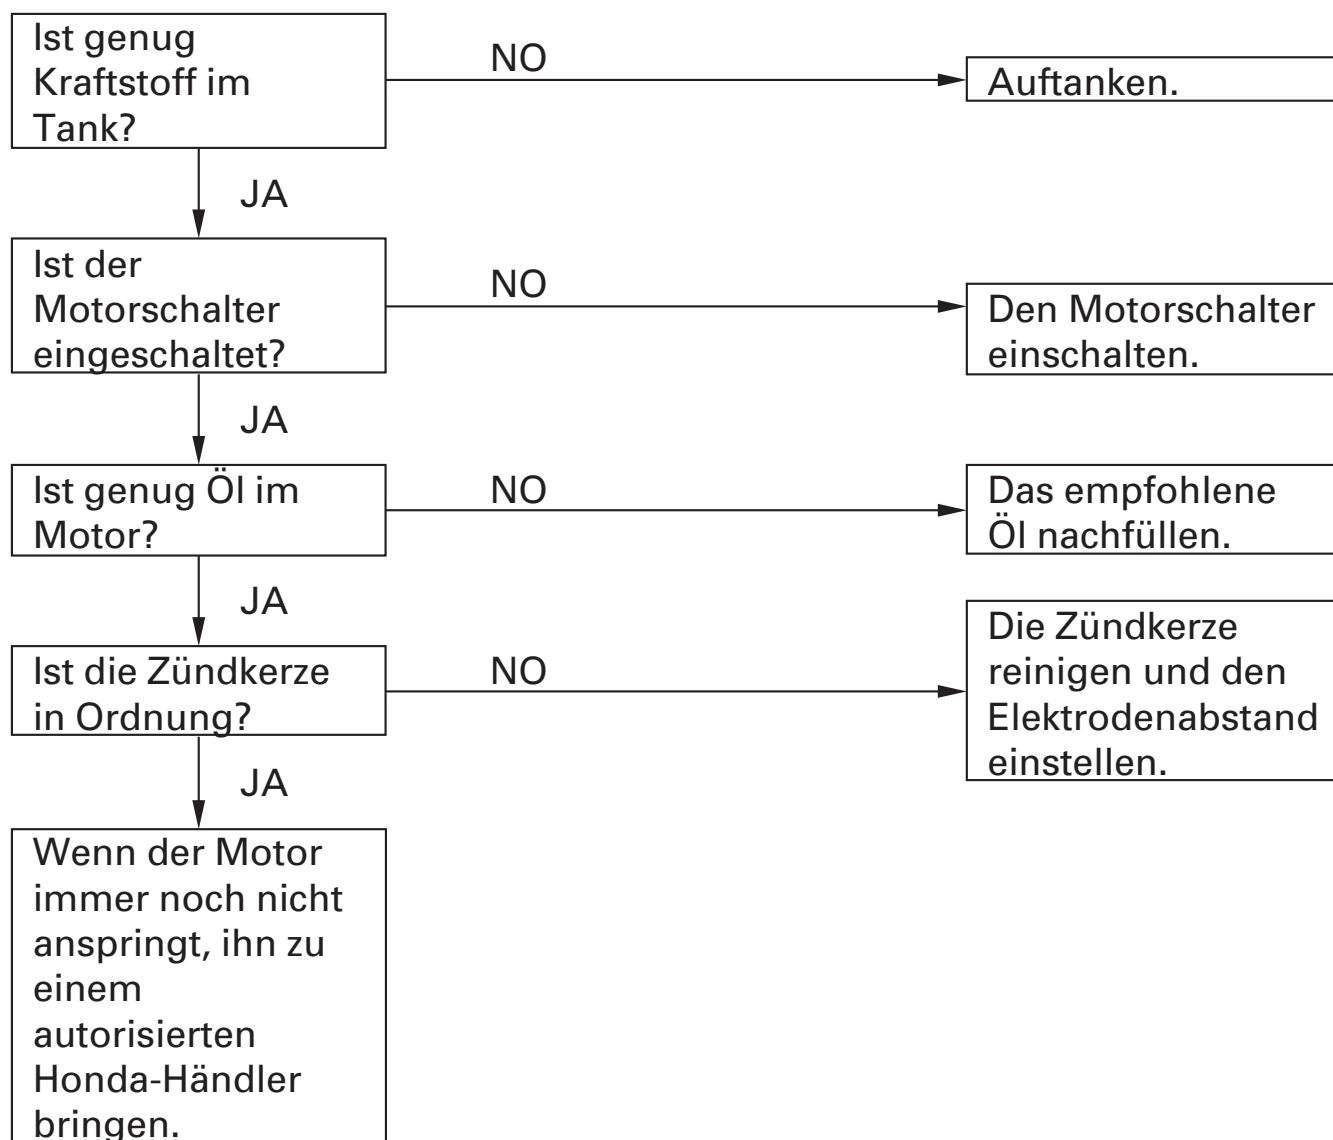 Ist genug
Kraftstoff im
Tank?
NO
Auftanken.
JA
Ist der
Motorschalter
eingeschaltet?
NO
Den Motorschalter
einschalten.
JA
Ist genug Öl im
Motor?
NO
Das empfohlene
Öl nachfüllen.
JA
Ist die Zündkerze
in Ordnung?
NO
Die Zündkerze
reinigen und den
Elektrodenabstand
einstellen.
JA
Wenn der Motor
immer noch nicht
anspringt, ihn zu
einem
autorisierten
Honda-Händler
bringen.